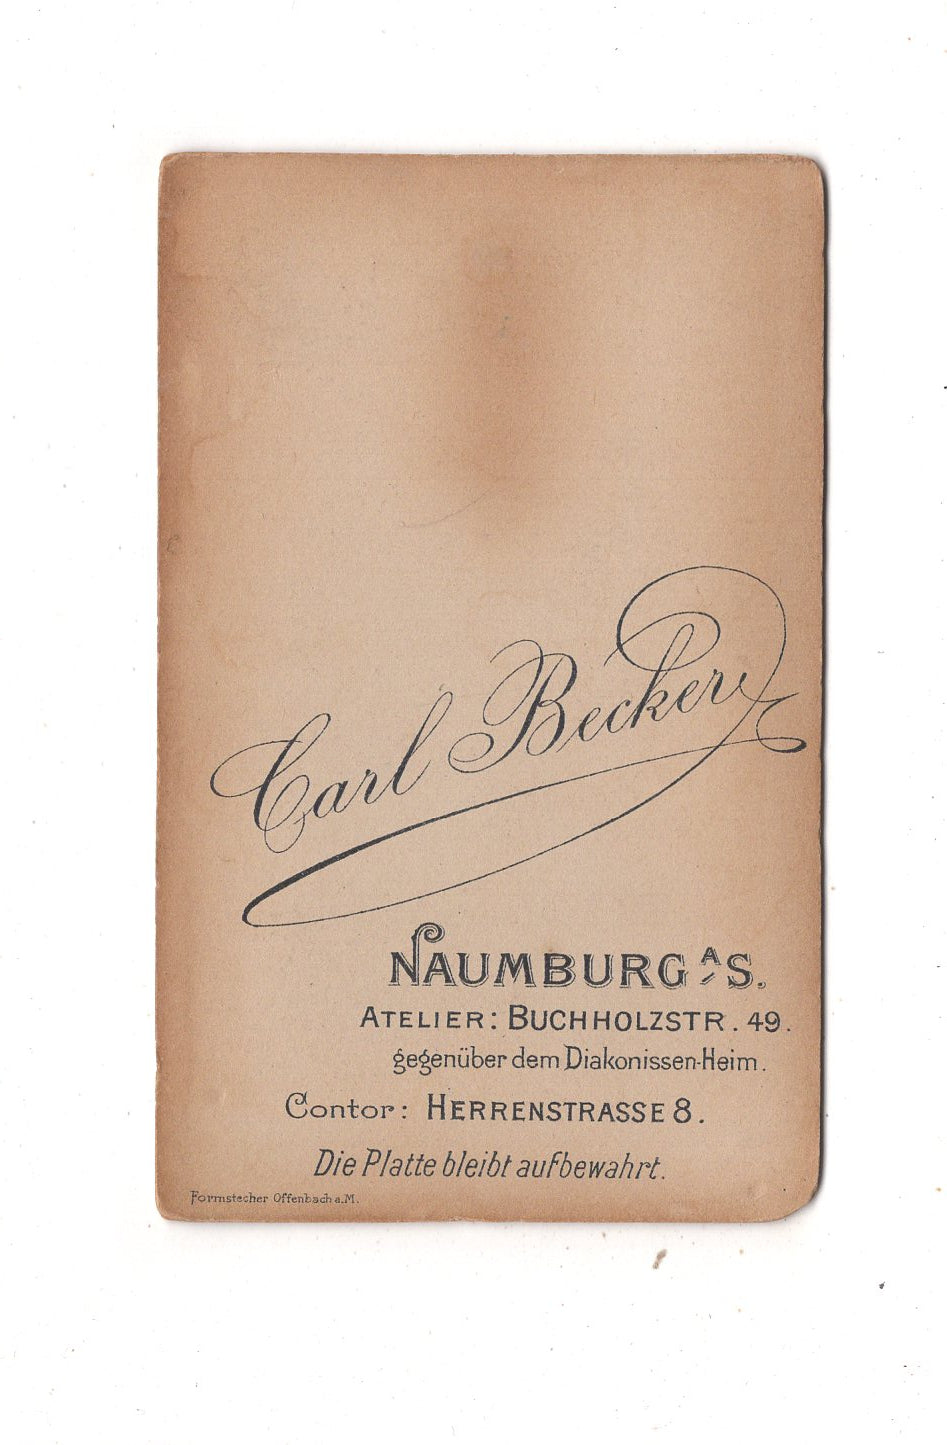 Carl Becker
NAUMBURG A/S.
ATELIER: BUCHHOLZSTR. 49.
gegenüber dem Diakonissen-Heim.
Contor: HERRENSTRASSE 8.
Die Platte bleibt aufbewahrt.
Formstecher Offenbach a.M.